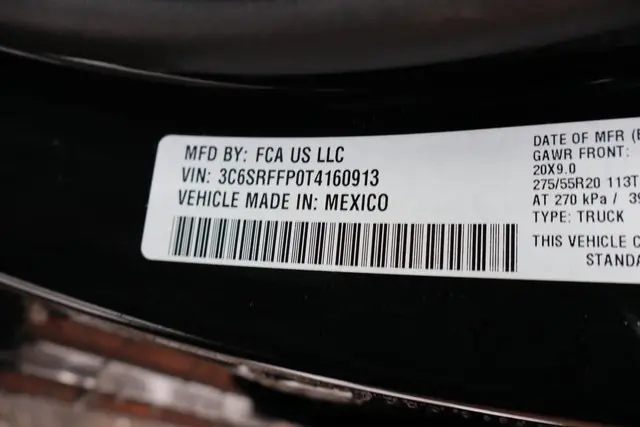 MFD BY: FCA US LLC
VIN: 3C6SRFFP0T4160913
VEHICLE MADE IN: MEXICO
DATE OF MFR (
GAWR FRONT:
20X9.0
275/55R20 113T
AT 270 kPa / 39
TYPE: TRUCK
THIS VEHICLE C
STANDA